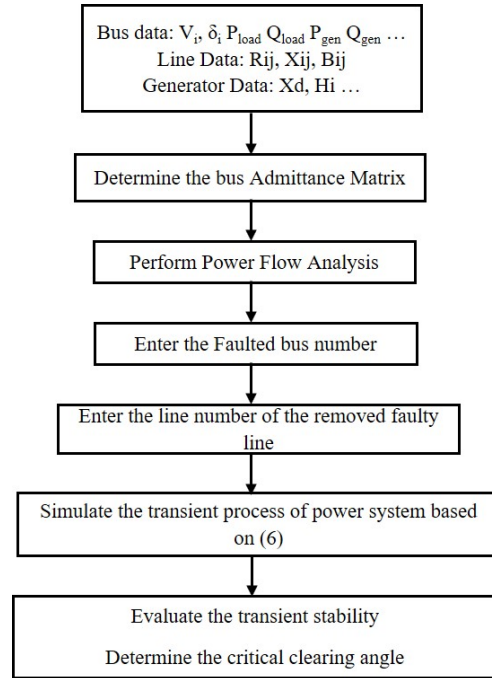 Bus data: Vi, δi Pload Qload Pgen Qgen ...
Line Data: Rij, Xij, Bij
Generator Data: Xd, Hi ...
Determine the bus Admittance Matrix
Perform Power Flow Analysis
Enter the Faulted bus number
Enter the line number of the removed faulty
line
Simulate the transient process of power system based
on (6)
Evaluate the transient stability
Determine the critical clearing angle